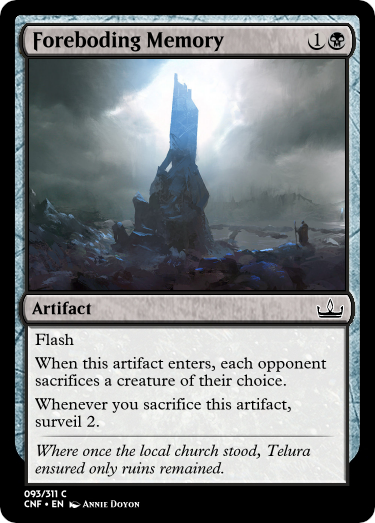 Foreboding Memory 1
Artifact
Flash
When this artifact enters, each opponent
sacrifices a creature of their choice.
Whenever you sacrifice this artifact,
surveil 2.
Where once the local church stood, Telura
ensured only ruins remained.
093/311 C
CNF • EN Annie Doyon